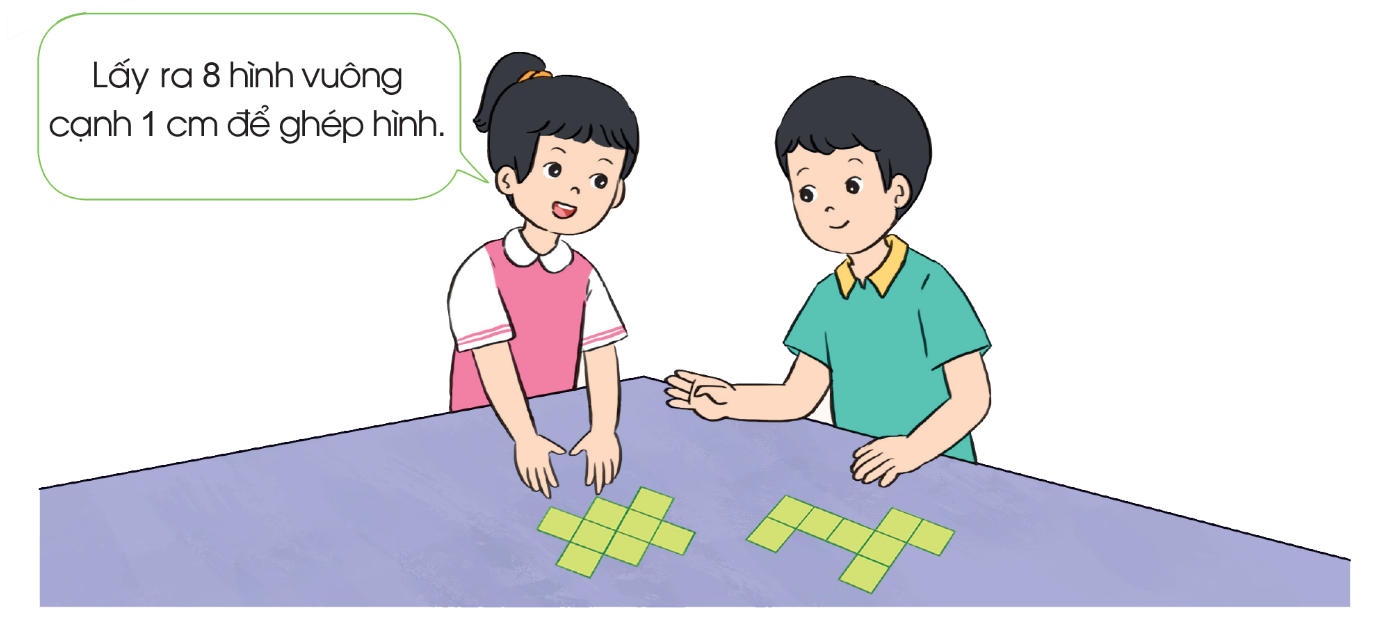 Lấy ra 8 hình vuông
cạnh 1 cm để ghép hình.